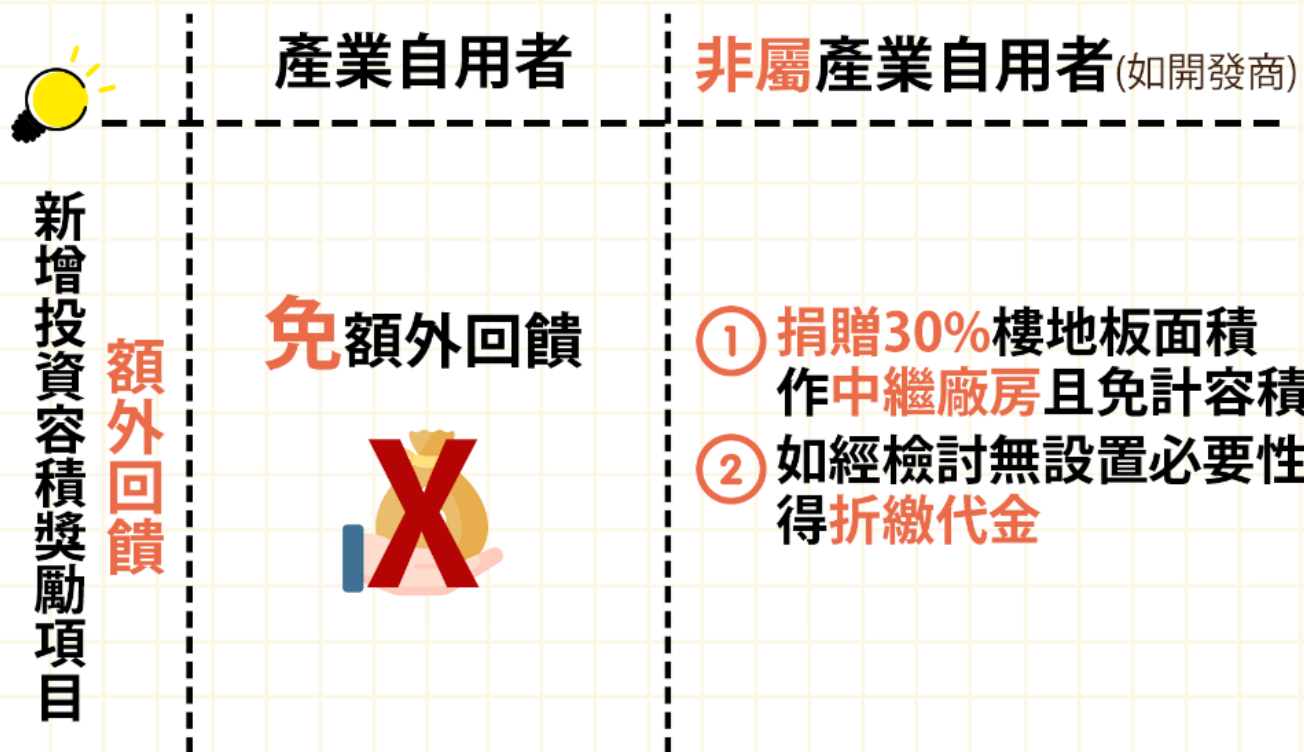 產業自用者
非屬產業自用者(如開發商)
新增投資容積獎勵項目
額外回饋
免額外回饋
① 捐贈30%樓地板面積
作中繼廠房且免計容積
② 如經檢討無設置必要性
得折繳代金